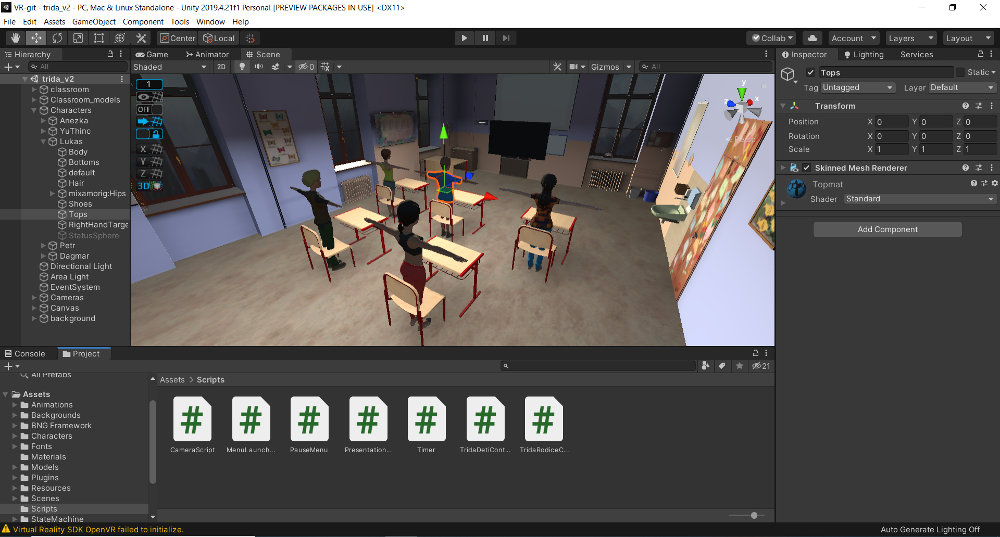 VR-git - trida_v2 - PC, Mac & Linux Standalone - Unity 2019.4.21f1 Personal [PREVIEW PACKAGES IN USE] <DX11>
File Edit Assets GameObject Component Tools Window Help
Center Local Collab Account Layers Layout
Hierarchy
All
trida_v2
classroom
Classroom_models
Characters
Anezka
YuThinc
Lukas
Body
Bottoms
default
Hair
mixamorig:Hips
Shoes
Tops
RightHandTarge
StatusSphere
Petr
Dagmar
Directional Light
Area Light
EventSystem
Cameras
Canvas
background
Game Animator Scene
Shaded 2D 0 Gizmos All
1
OFF
X
Y
Z
3D
y
x
z
Persp
Inspector Lighting Services
Tops Static
Tag Untagged Layer Default
Transform
Position X 0 Y 0 Z 0
Rotation X 0 Y 0 Z 0
Scale X 1 Y 1 Z 1
Skinned Mesh Renderer
Topmat
Shader Standard
Add Component
Console Project
21
All Prefabs
Assets
Animations
Backgrounds
BNG Framework
Characters
Fonts
Materials
Models
Plugins
Resources
Scenes
Scripts
StateMachine
Assets > Scripts
CameraScript MenuLaunch... PauseMenu Presentation... Timer TridaDetiCont... TridaRodiceC...
Virtual Reality SDK OpenVR failed to initialize.
Auto Generate Lighting Off